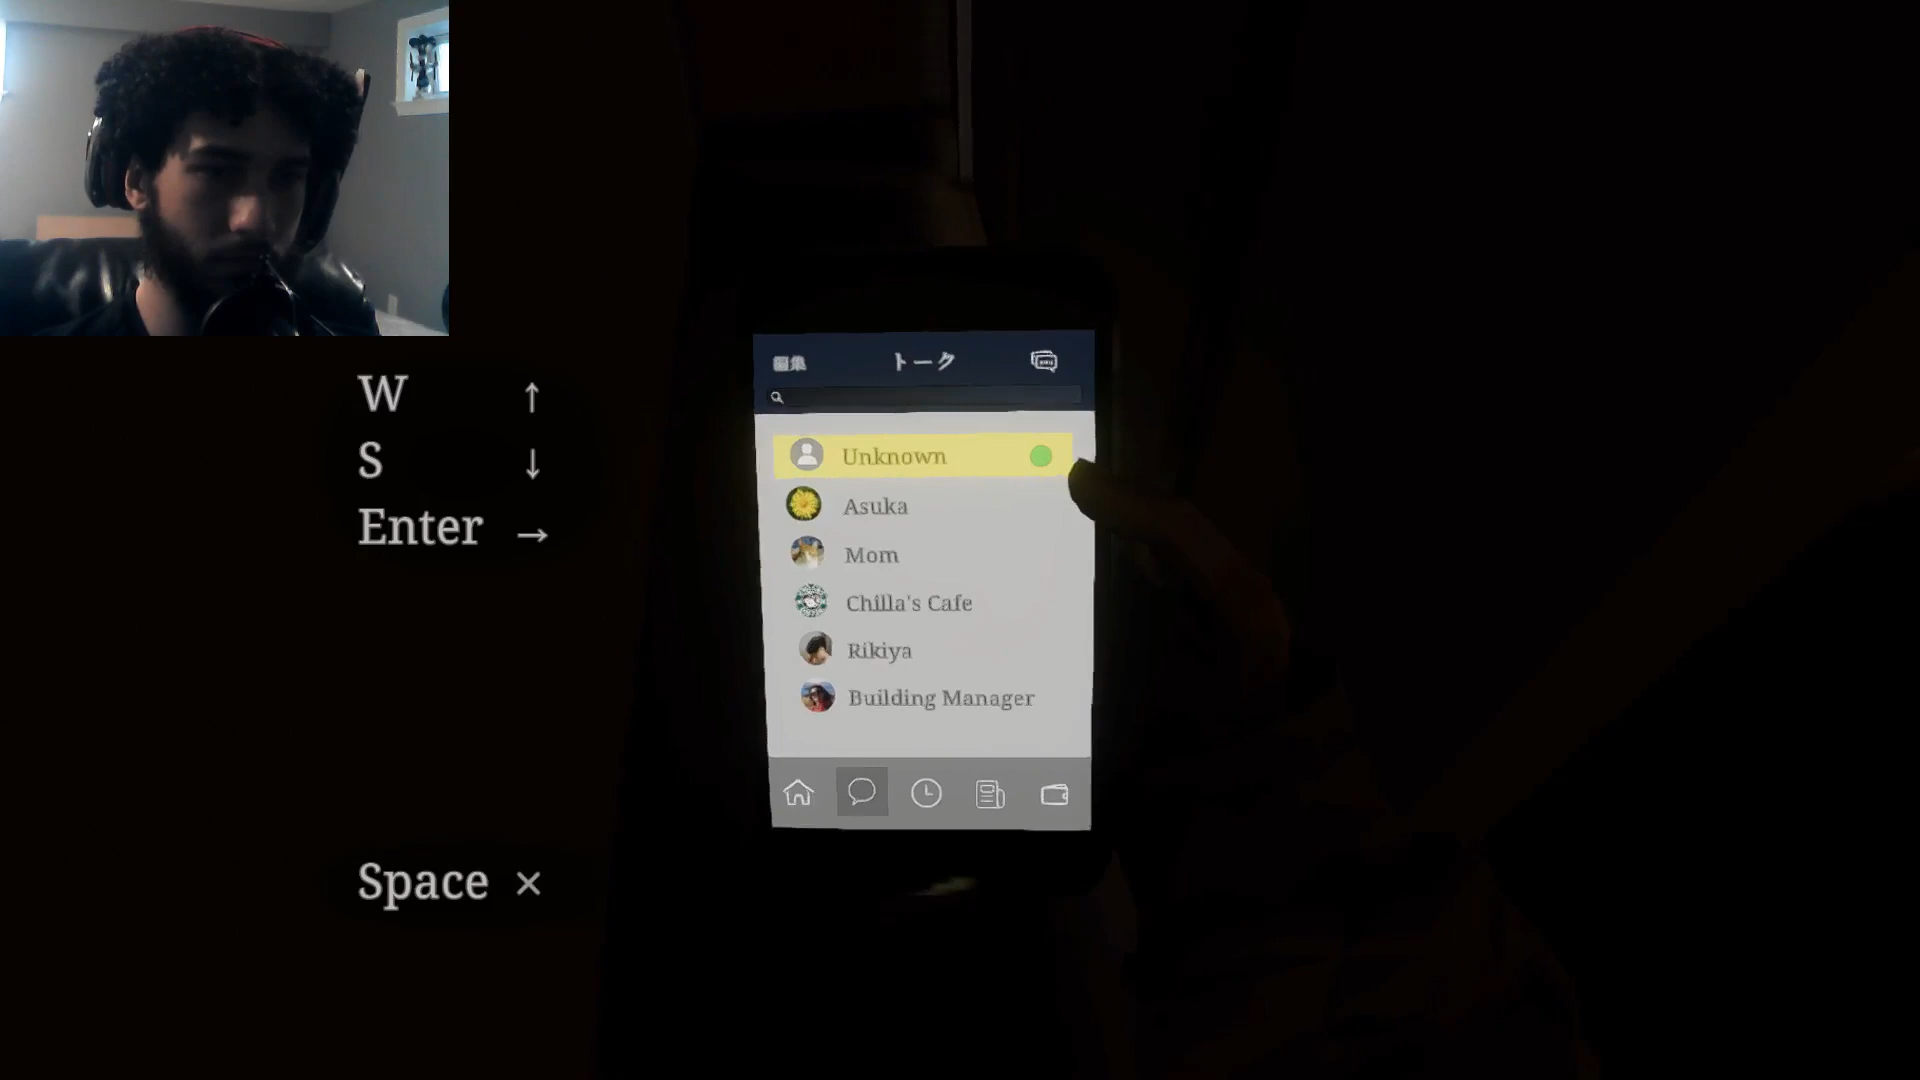 W ↑
S ↓
Enter →
Space ×
編集 トーク
Unknown
Asuka
Mom
Chilla's Cafe
Rikiya
Building Manager